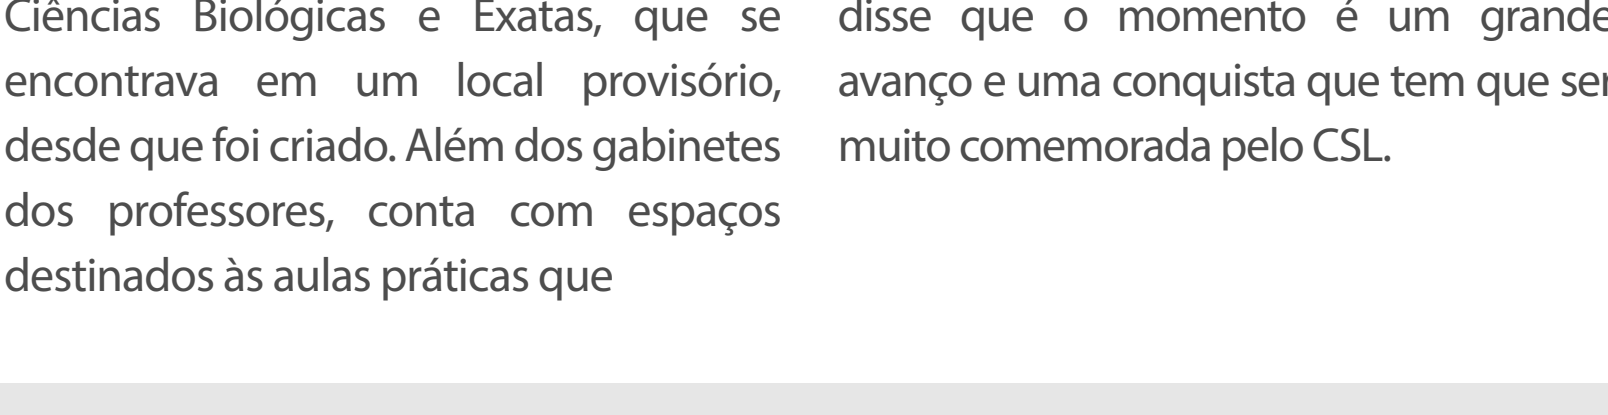 Ciências Biológicas e Exatas, que se
encontrava em um local provisório,
desde que foi criado. Além dos gabinetes
dos professores, conta com espaços
destinados às aulas práticas que
disse que o momento é um grande
avanço e uma conquista que tem que ser
muito comemorada pelo CSL.